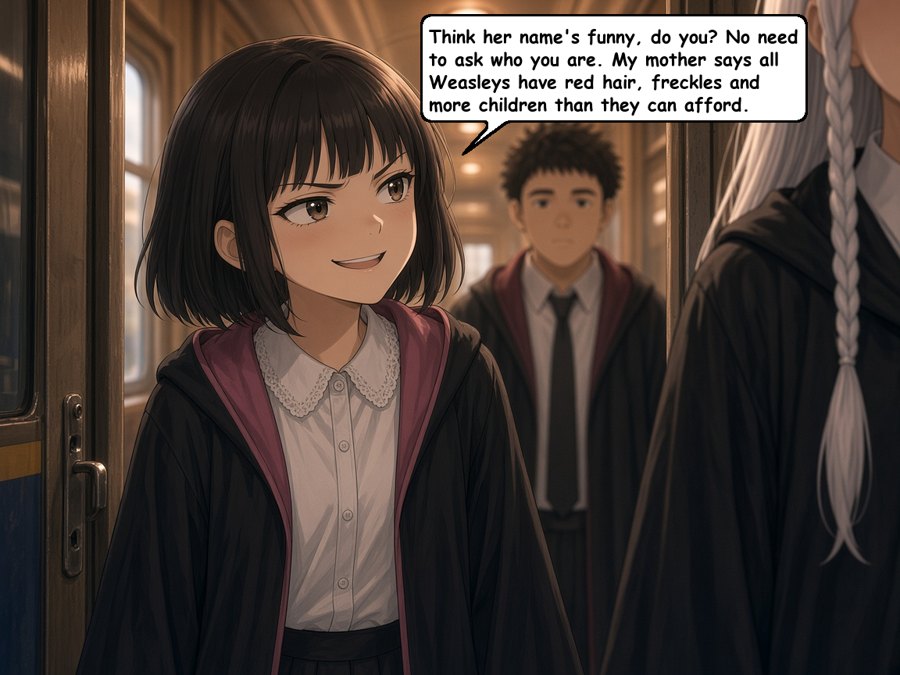 Think her name's funny, do you? No need
to ask who you are. My mother says all
Weasleys have red hair, freckles and
more children than they can afford.